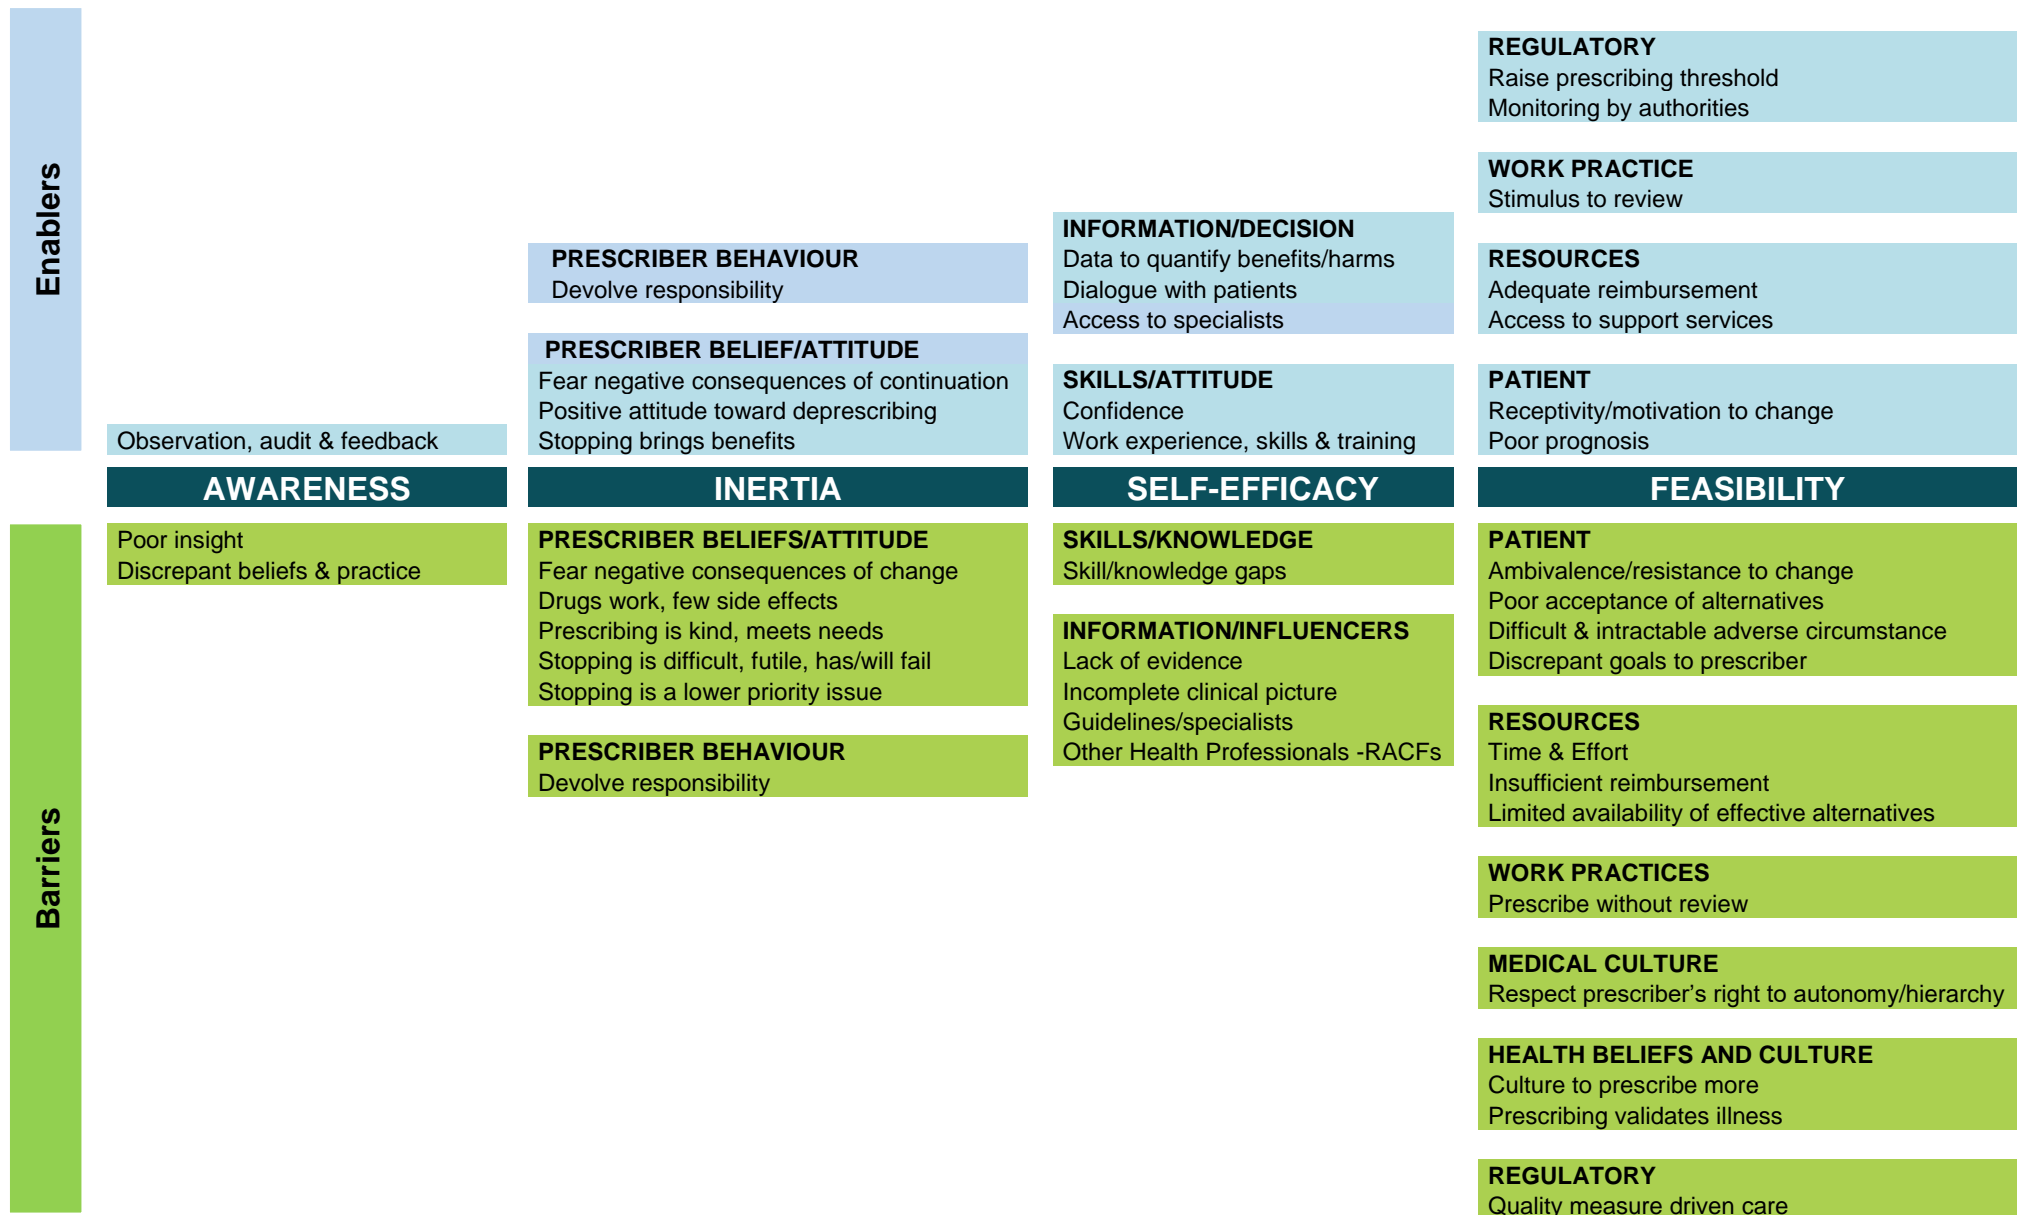 Enablers
Observation, audit & feedback
PRESCRIBER BEHAVIOUR
Devolve responsibility
PRESCRIBER BELIEF/ATTITUDE
Fear negative consequences of continuation
Positive attitude toward deprescribing
Stopping brings benefits
INFORMATION/DECISION
Data to quantify benefits/harms
Dialogue with patients
Access to specialists
SKILLS/ATTITUDE
Confidence
Work experience, skills & training
REGULATORY
Raise prescribing threshold
Monitoring by authorities
WORK PRACTICE
Stimulus to review
RESOURCES
Adequate reimbursement
Access to support services
PATIENT
Receptivity/motivation to change
Poor prognosis
AWARENESS
INERTIA
SELF-EFFICACY
FEASIBILITY
Barriers
Poor insight
Discrepant beliefs & practice
PRESCRIBER BELIEFS/ATTITUDE
Fear negative consequences of change
Drugs work, few side effects
Prescribing is kind, meets needs
Stopping is difficult, futile, has/will fail
Stopping is a lower priority issue
PRESCRIBER BEHAVIOUR
Devolve responsibility
SKILLS/KNOWLEDGE
Skill/knowledge gaps
INFORMATION/INFLUENCERS
Lack of evidence
Incomplete clinical picture
Guidelines/specialists
Other Health Professionals -RACFs
PATIENT
Ambivalence/resistance to change
Poor acceptance of alternatives
Difficult & intractable adverse circumstance
Discrepant goals to prescriber
RESOURCES
Time & Effort
Insufficient reimbursement
Limited availability of effective alternatives
WORK PRACTICES
Prescribe without review
MEDICAL CULTURE
Respect prescriber’s right to autonomy/hierarchy
HEALTH BELIEFS AND CULTURE
Culture to prescribe more
Prescribing validates illness
REGULATORY
Quality measure driven care